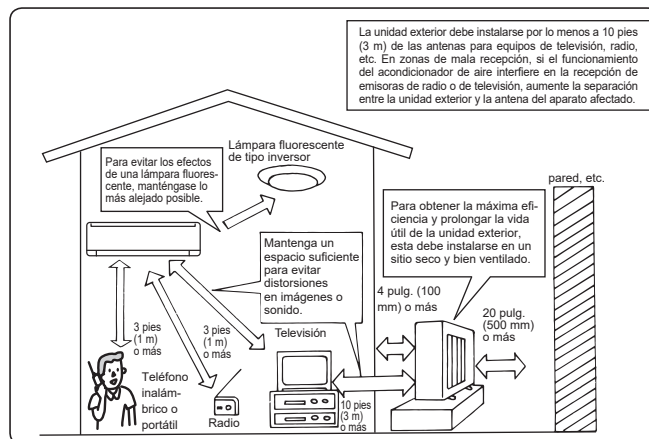 La unidad exterior debe instalarse por lo menos a 10 pies
(3 m) de las antenas para equipos de televisión, radio,
etc. En zonas de mala recepción, si el funcionamiento
del acondicionador de aire interfiere en la recepción de
emisoras de radio o de televisión, aumente la separación
entre la unidad exterior y la antena del aparato afectado.
Lámpara fluorescente
de tipo inversor
Para evitar los efectos
de una lámpara fluores-
cente, manténgase lo
más alejado posible.
pared, etc.
Para obtener la máxima efi-
ciencia y prolongar la vida
útil de la unidad exterior,
esta debe instalarse en un
sitio seco y bien ventilado.
Mantenga un
espacio suficiente
para evitar
distorsiones
en imágenes o
sonido.
4 pulg. (100
mm) o más
20 pulg.
(500 mm)
o más
3 pies
(1 m)
o más
3 pies
(1 m)
o más
Televisión
Teléfono
inalám-
brico o
portátil
Radio
10 pies
(3 m)
o más